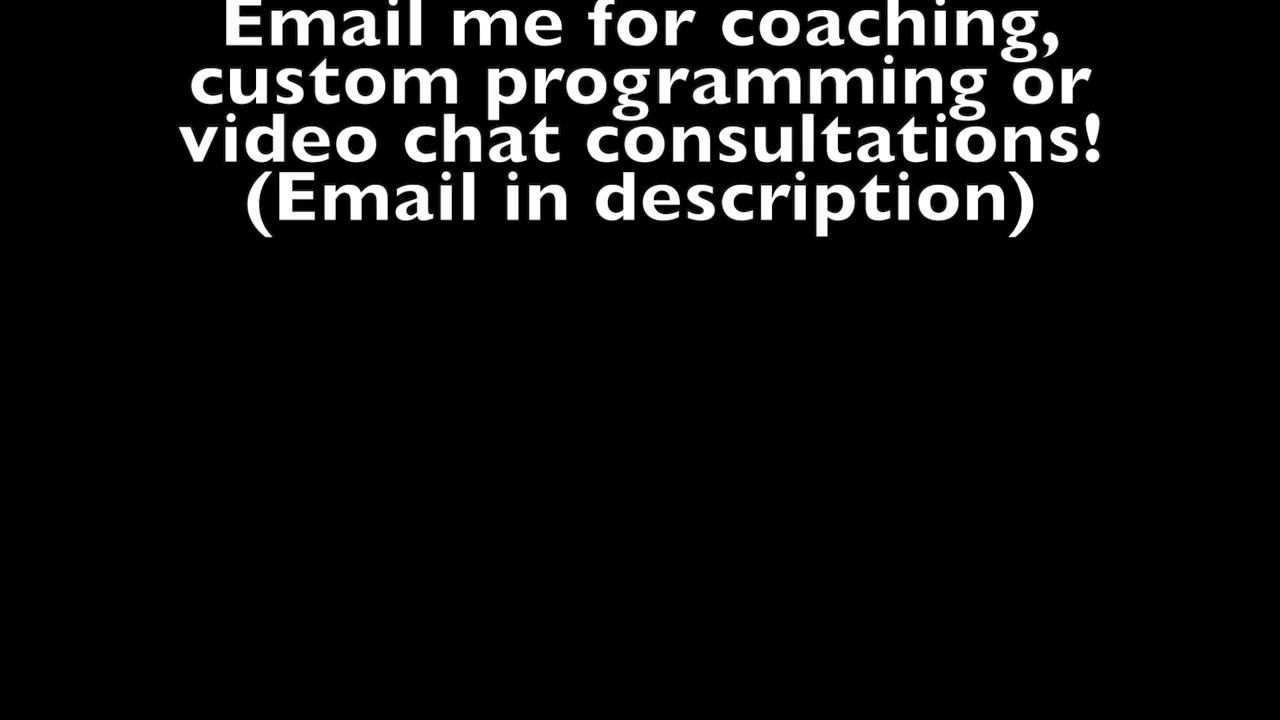 Email me for coaching,
custom programming or
video chat consultations!
(Email in description)